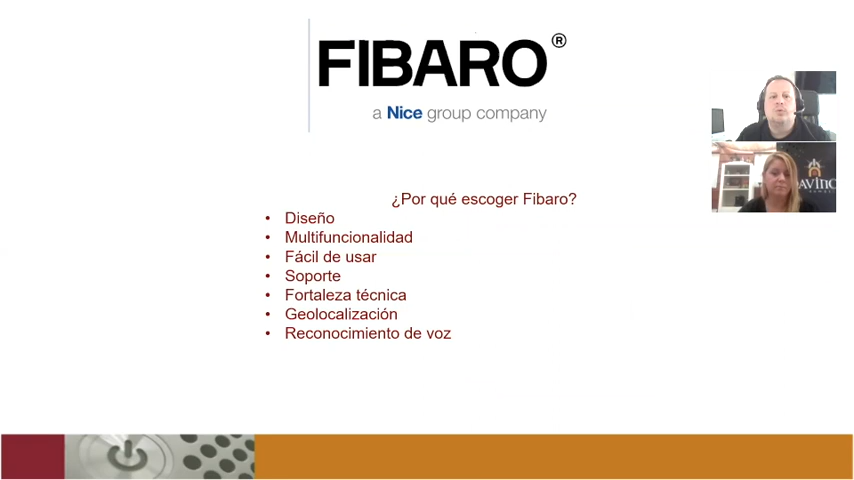 FIBARO®
a Nice group company
¿Por qué escoger Fibaro?
• Diseño
• Multifuncionalidad
• Fácil de usar
• Soporte
• Fortaleza técnica
• Geolocalización
• Reconocimiento de voz